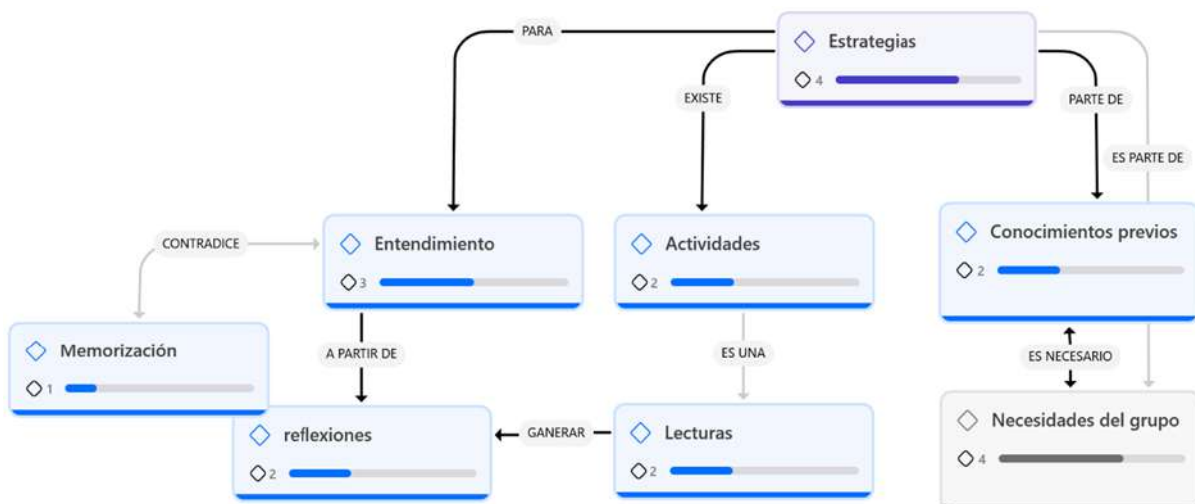 PARA
Estrategias
4
EXISTE
PARTE DE
ES PARTE DE
CONTRADICE
Entendimiento
3
Actividades
2
Conocimientos previos
2
Memorización
1
A PARTIR DE
ES UNA
ES NECESARIO
reflexiones
2
GANERAR
Lecturas
2
Necesidades del grupo
4